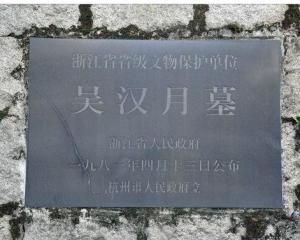 浙江省省级文物保护单位
吴汉月墓
浙江省人民政府
一九八一年四月十三日公布
杭州市人民政府立